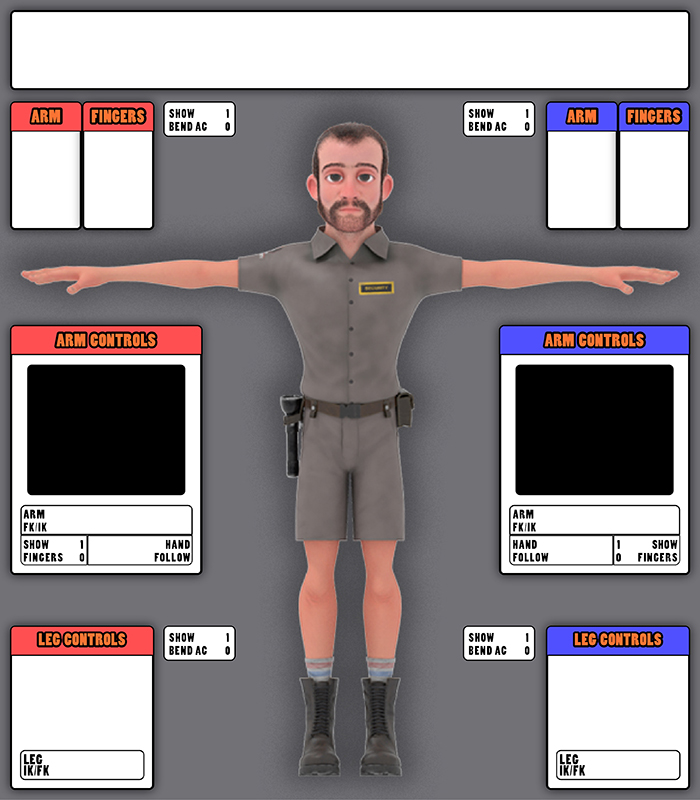 ARM FINGERS
SHOW 1
BEND AC 0
SHOW 1
BEND AC 0
ARM FINGERS
SECURITY
ARM CONTROLS
ARM
FK/IK
SHOW 1
FINGERS 0
HAND
FOLLOW
ARM CONTROLS
ARM
FK/IK
HAND
FOLLOW
1 SHOW
0 FINGERS
LEG CONTROLS
LEG
IK/FK
SHOW 1
BEND AC 0
SHOW 1
BEND AC 0
LEG CONTROLS
LEG
IK/FK